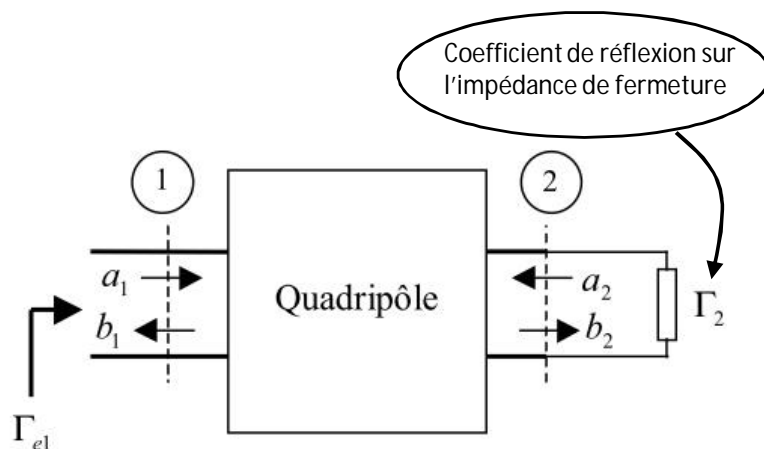 Coefficient de réflexion sur
l'impédance de fermeture
1
2
a₁
a₂
Quadripôle
Γ₂
b₁
b₂
Γₑ₁